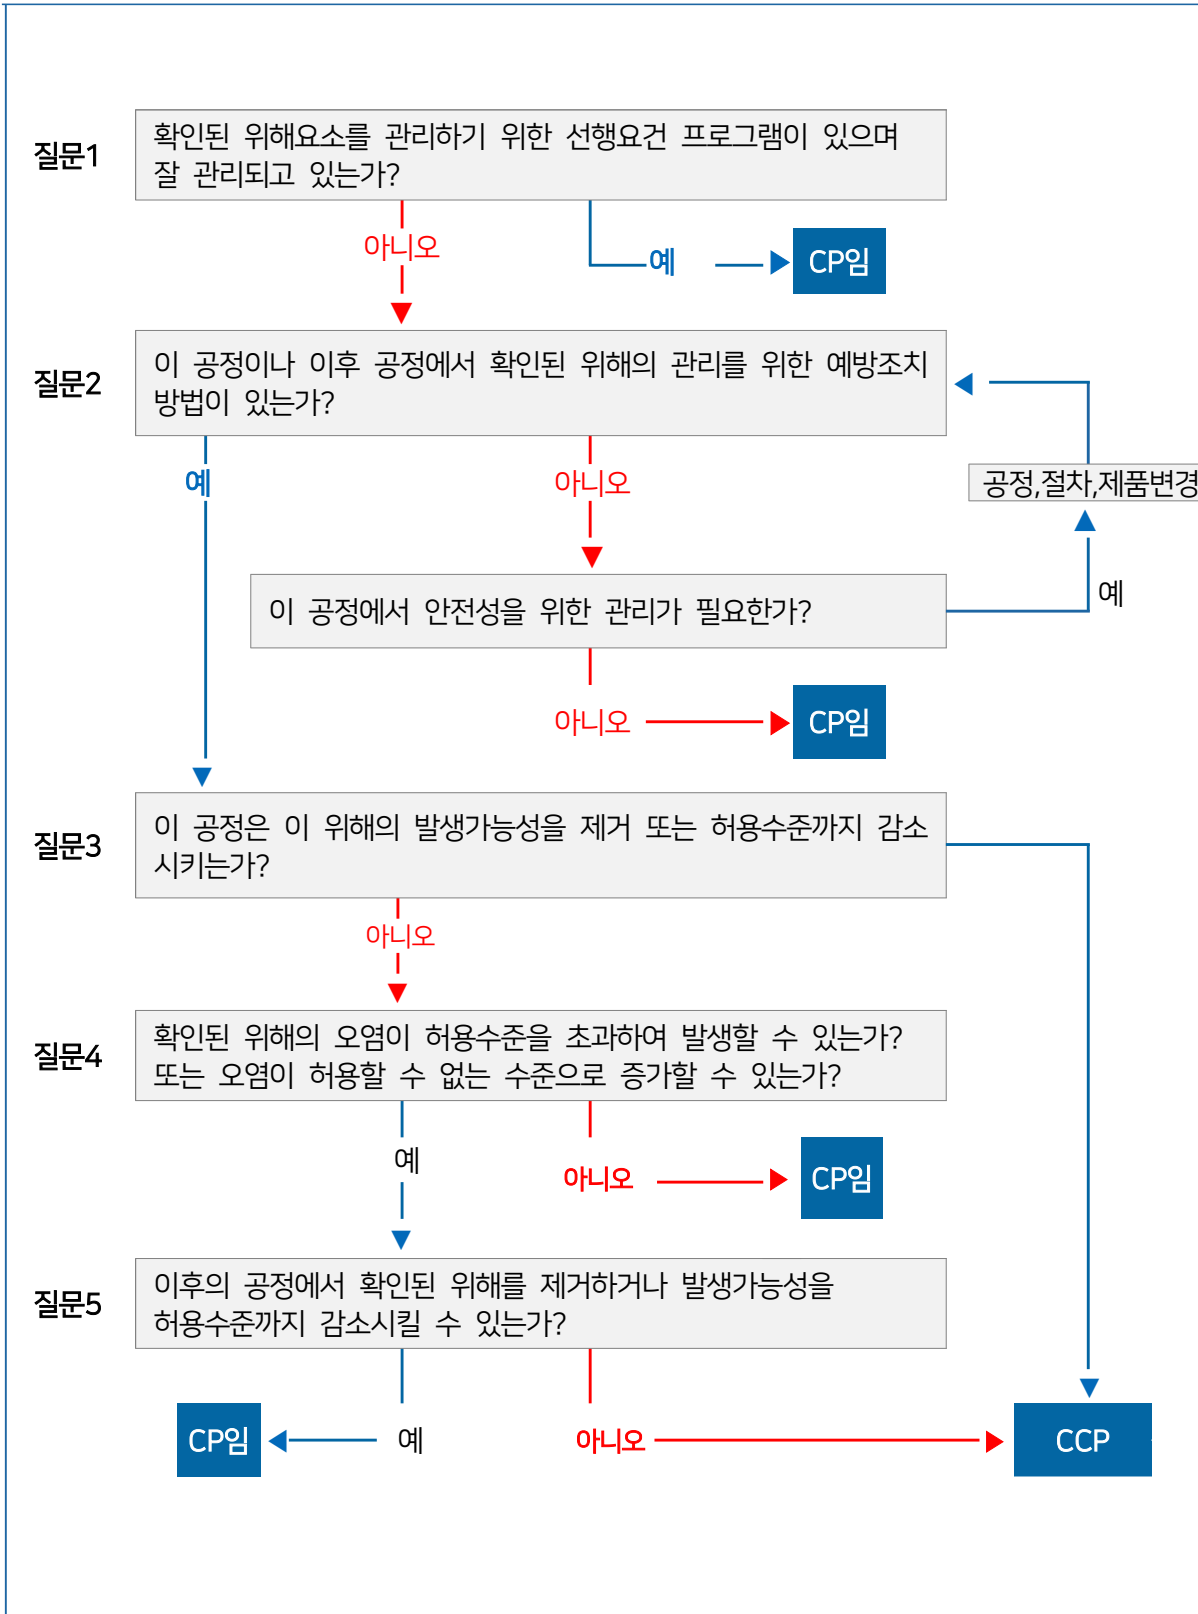 질문1
확인된 위해요소를 관리하기 위한 선행요건 프로그램이 있으며
잘 관리되고 있는가?
아니오
예
CP임
질문2
이 공정이나 이후 공정에서 확인된 위해의 관리를 위한 예방조치
방법이 있는가?
예
아니오
공정,절차,제품변경
이 공정에서 안전성을 위한 관리가 필요한가?
예
아니오
CP임
질문3
이 공정은 이 위해의 발생가능성을 제거 또는 허용수준까지 감소
시키는가?
아니오
질문4
확인된 위해의 오염이 허용수준을 초과하여 발생할 수 있는가?
또는 오염이 허용할 수 없는 수준으로 증가할 수 있는가?
예
아니오
CP임
질문5
이후의 공정에서 확인된 위해를 제거하거나 발생가능성을
허용수준까지 감소시킬 수 있는가?
CP임
예
아니오
CCP